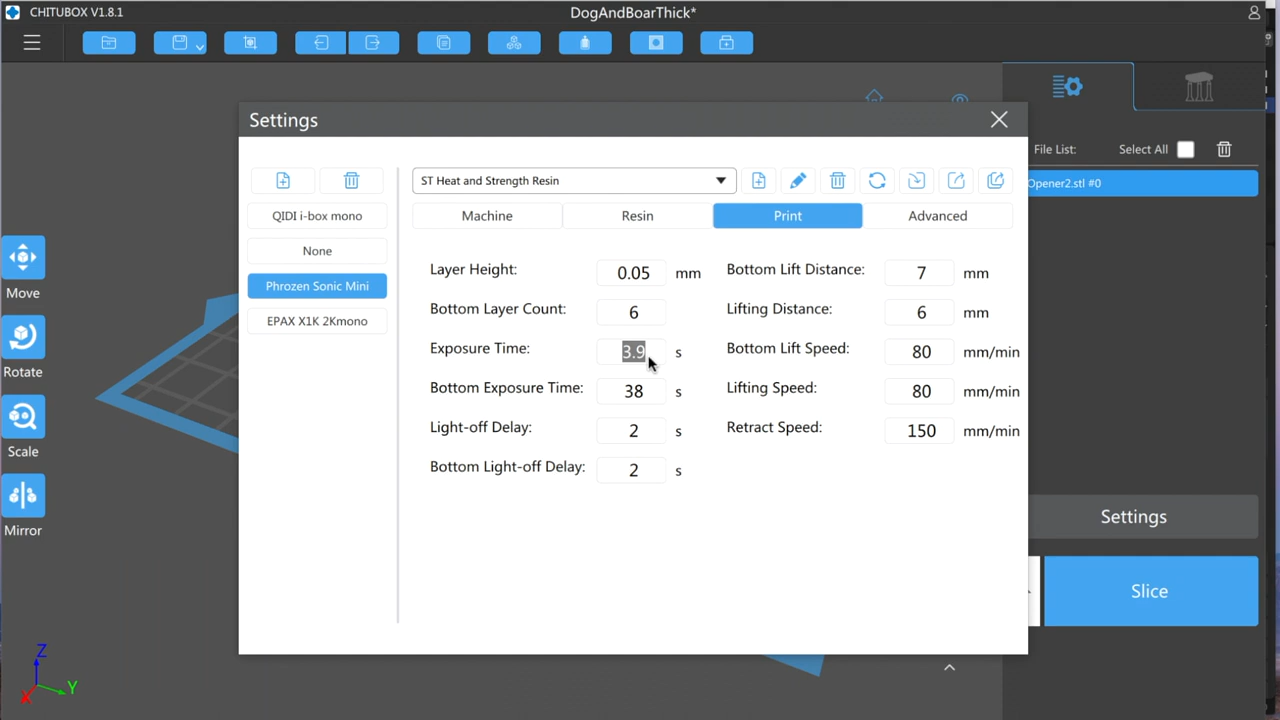 CHITUBOX V1.8.1
DogAndBoarThick*
Settings
File List:
Select All
Opener2.stl #0
ST Heat and Strength Resin
QIDI i-box mono
None
Phrozen Sonic Mini
EPAX X1K 2Kmono
Machine
Resin
Print
Advanced
Layer Height: 0.05 mm
Bottom Lift Distance: 7 mm
Bottom Layer Count: 6
Lifting Distance: 6 mm
Exposure Time: 3.9 s
Bottom Lift Speed: 80 mm/min
Bottom Exposure Time: 38 s
Lifting Speed: 80 mm/min
Light-off Delay: 2 s
Retract Speed: 150 mm/min
Bottom Light-off Delay: 2 s
Move
Rotate
Scale
Mirror
Settings
Slice
Z
Y
X